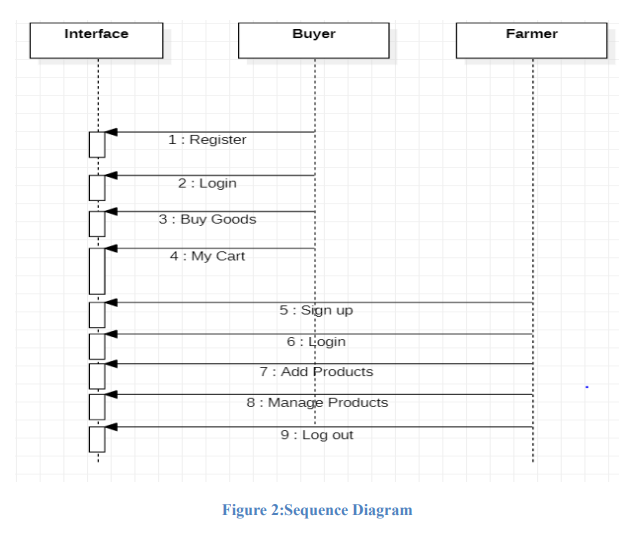 Interface Buyer Farmer
1 : Register
2 : Login
3 : Buy Goods
4 : My Cart
5 : Sign up
6 : Login
7 : Add Products
8 : Manage Products
9 : Log out
Figure 2:Sequence Diagram